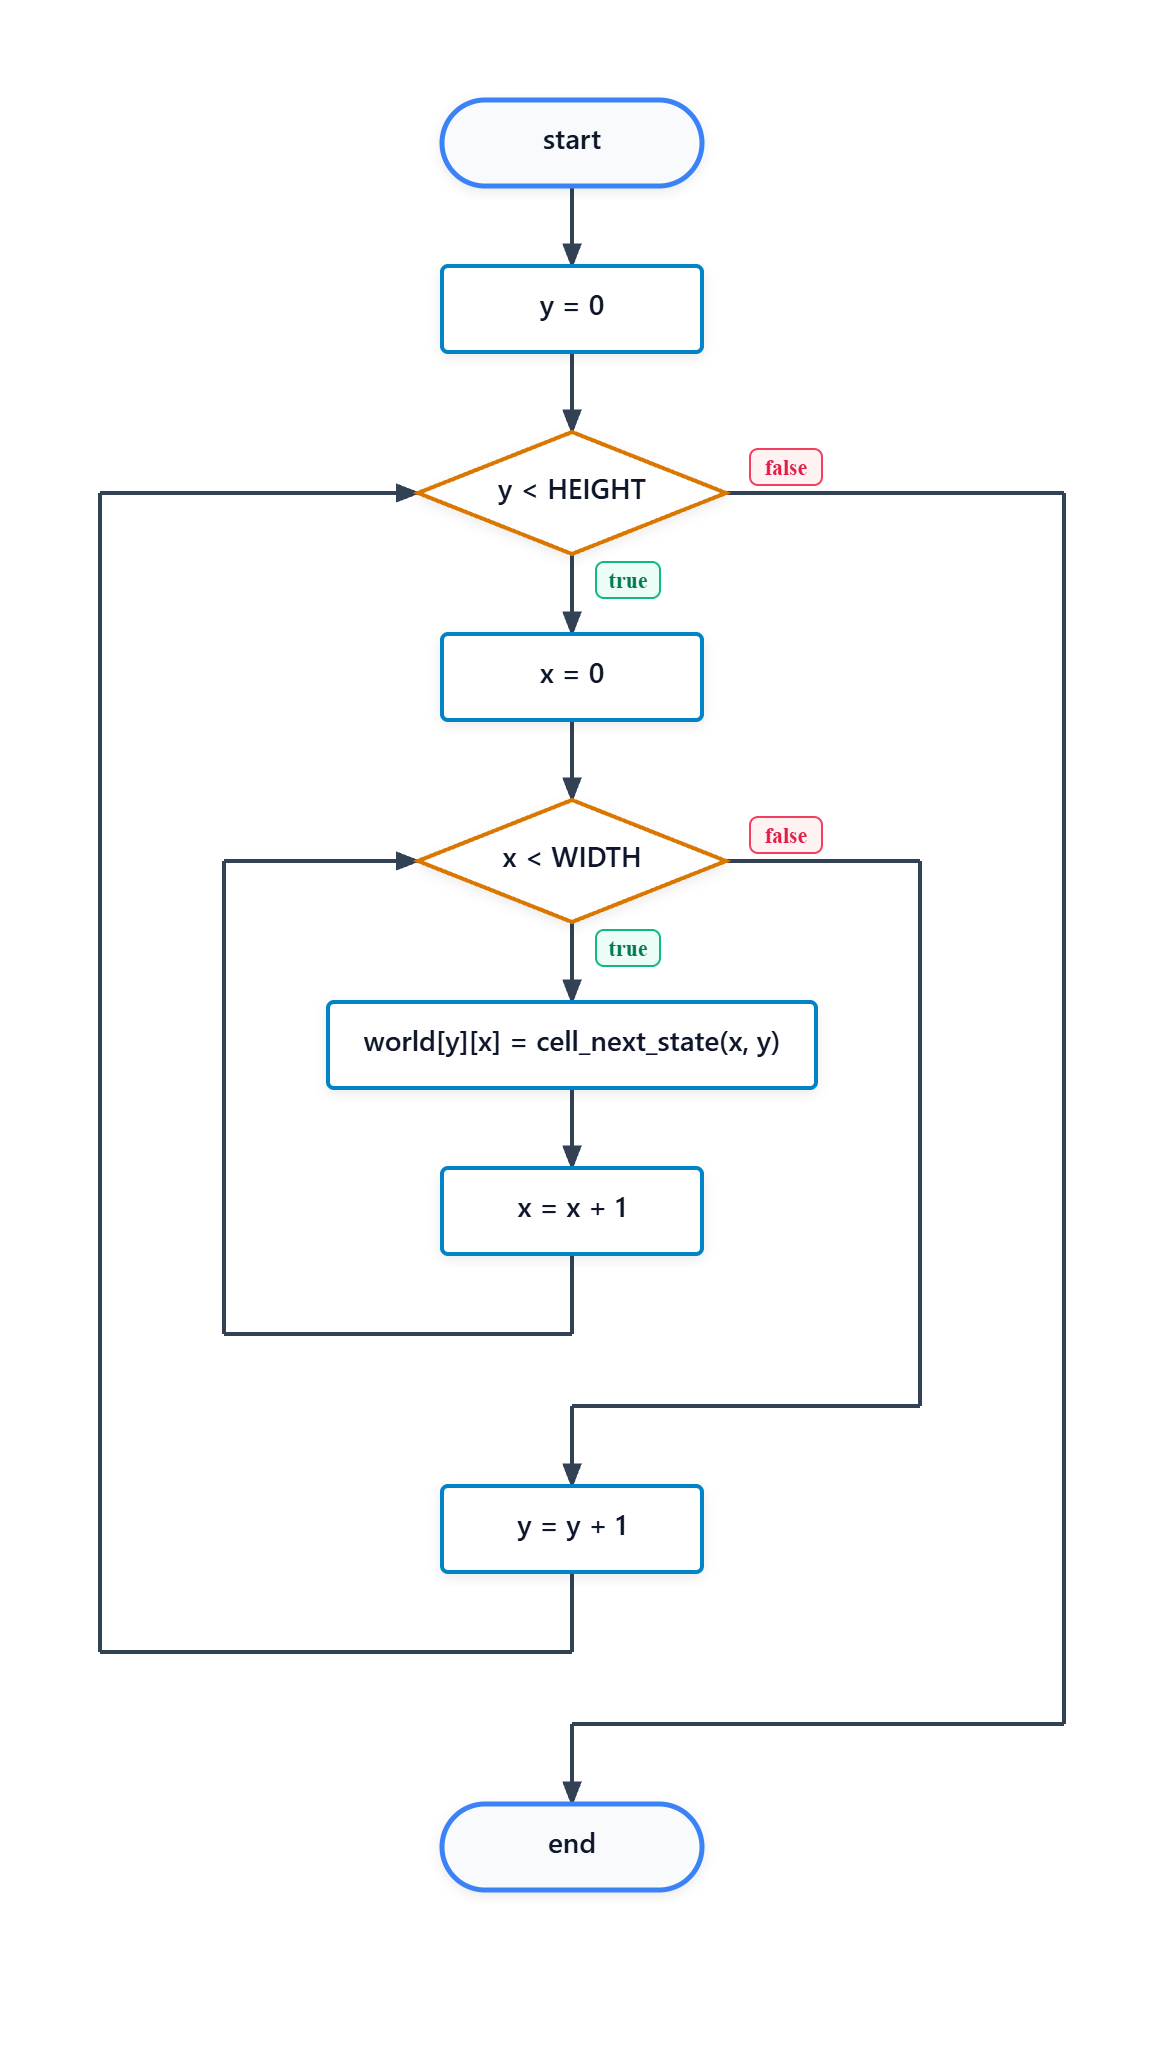 start
y = 0
y < HEIGHT
false
true
x = 0
x < WIDTH
false
true
world[y][x] = cell_next_state(x, y)
x = x + 1
y = y + 1
end